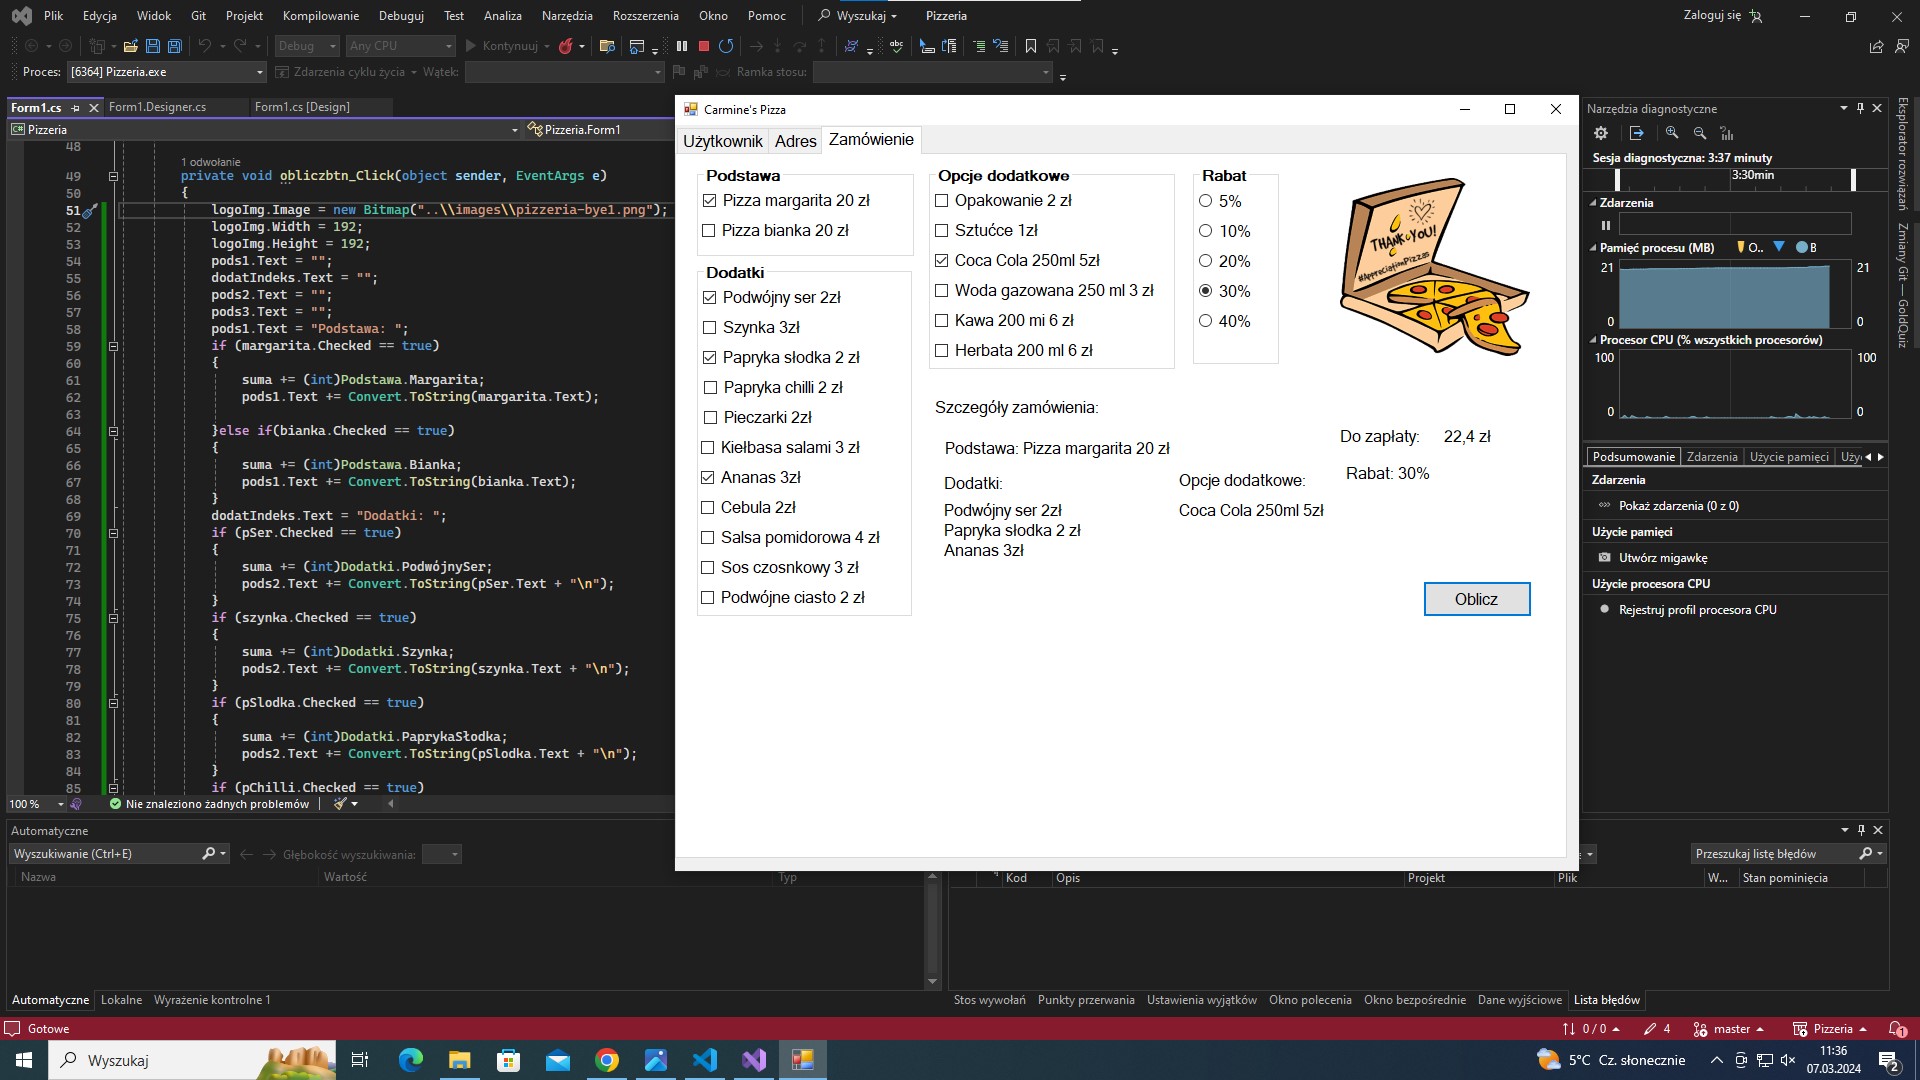 Plik Edycja Widok Git Projekt Kompilowanie Debuguj Test Analiza Narzędzia Rozszerzenia Okno Pomoc Wyszukaj Pizzeria Zaloguj się
Debug Any CPU Kontynuuj
Proces: [6364] Pizzeria.exe Zdarzenia cyklu życia Wątek: Ramka stosu:
Form1.cs Form1.Designer.cs Form1.cs [Design]
Pizzeria Pizzeria.Form1
48
1 odwołanie
49 private void obliczbtn_Click(object sender, EventArgs e)
50 {
51 logoImg.Image = new Bitmap("..\\images\\pizzeria-bye1.png");
52 logoImg.Width = 192;
53 logoImg.Height = 192;
54 pods1.Text = "";
55 dodatIndeks.Text = "";
56 pods2.Text = "";
57 pods3.Text = "";
58 pods1.Text = "Podstawa: ";
59 if (margarita.Checked == true)
60 {
61 suma += (int)Podstawa.Margarita;
62 pods1.Text += Convert.ToString(margarita.Text);
63
64 }else if(bianka.Checked == true)
65 {
66 suma += (int)Podstawa.Bianka;
67 pods1.Text += Convert.ToString(bianka.Text);
68 }
69 dodatIndeks.Text = "Dodatki: ";
70 if (pSer.Checked == true)
71 {
72 suma += (int)Dodatki.PodwójnySer;
73 pods2.Text += Convert.ToString(pSer.Text + "\n");
74 }
75 if (szynka.Checked == true)
76 {
77 suma += (int)Dodatki.Szynka;
78 pods2.Text += Convert.ToString(szynka.Text + "\n");
79 }
80 if (pSlodka.Checked == true)
81 {
82 suma += (int)Dodatki.PaprykaSłodka;
83 pods2.Text += Convert.ToString(pSlodka.Text + "\n");
84 }
85 if (pChilli.Checked == true)
100 % Nie znaleziono żadnych problemów
Carmine's Pizza
Użytkownik Adres Zamówienie
Podstawa
Pizza margarita 20 zł
Pizza bianka 20 zł
Dodatki
Podwójny ser 2zł
Szynka 3zł
Papryka słodka 2 zł
Papryka chilli 2 zł
Pieczarki 2zł
Kiełbasa salami 3 zł
Ananas 3zł
Cebula 2zł
Salsa pomidorowa 4 zł
Sos czosnkowy 3 zł
Podwójne ciasto 2 zł
Opcje dodatkowe
Opakowanie 2 zł
Sztućce 1zł
Coca Cola 250ml 5zł
Woda gazowana 250 ml 3 zł
Kawa 200 mi 6 zł
Herbata 200 ml 6 zł
Rabat
5%
10%
20%
30%
40%
THANK YOU!
#AppreciationPizzas
Szczegóły zamówienia:
Podstawa: Pizza margarita 20 zł
Dodatki:
Podwójny ser 2zł
Papryka słodka 2 zł
Ananas 3zł
Opcje dodatkowe:
Coca Cola 250ml 5zł
Do zapłaty: 22,4 zł
Rabat: 30%
Oblicz
Narzędzia diagnostyczne
Sesja diagnostyczna: 3:37 minuty
3:30min
Zdarzenia
Pamięć procesu (MB) O.. B
21 21
0 0
Procesor CPU (% wszystkich procesorów)
100 100
0 0
Podsumowanie Zdarzenia Użycie pamięci Uży
Zdarzenia
Pokaż zdarzenia (0 z 0)
Użycie pamięci
Utwórz migawkę
Użycie procesora CPU
Rejestruj profil procesora CPU
Eksplorator rozwiązań
Zmiany Git — GoldQuiz
Automatyczne
Wyszukiwanie (Ctrl+E) Głębokość wyszukiwania:
Nazwa Wartość Typ
Automatyczne Lokalne Wyrażenie kontrolne 1
Przeszukaj listę błędów
Kod Opis Projekt Plik W... Stan pominięcia
Stos wywołań Punkty przerwania Ustawienia wyjątków Okno polecenia Okno bezpośrednie Dane wyjściowe Lista błędów
Gotowe 0 / 0 4 master Pizzeria 1
Wyszukaj 5°C Cz. słonecznie 11:36
07.03.2024 2